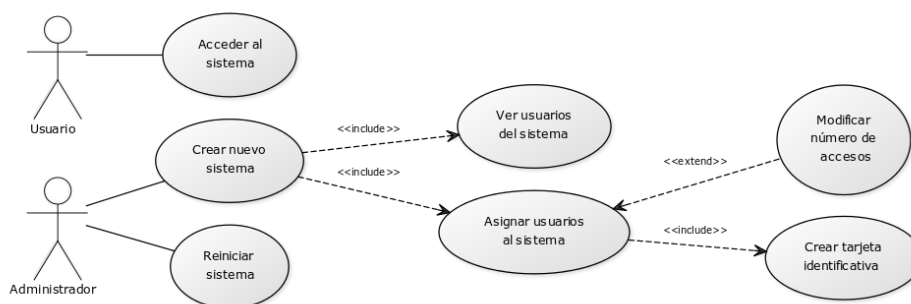 Acceder al
sistema
Usuario
<<include>>
Ver usuarios
del sistema
Modificar
número de
accesos
Crear nuevo
sistema
<<include>>
<<extend>>
Asignar usuarios
al sistema
<<include>>
Crear tarjeta
identificativa
Reiniciar
sistema
Administrador